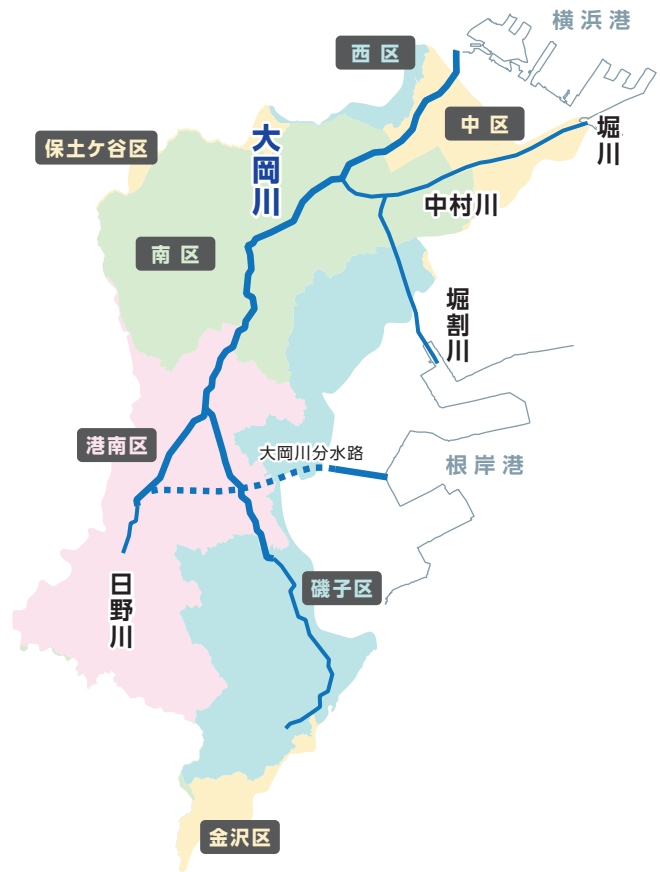 横浜港
西区
中区
堀川
保土ケ谷区
大岡川
中村川
南区
堀割川
港南区
大岡川分水路
根岸港
磯子区
日野川
金沢区